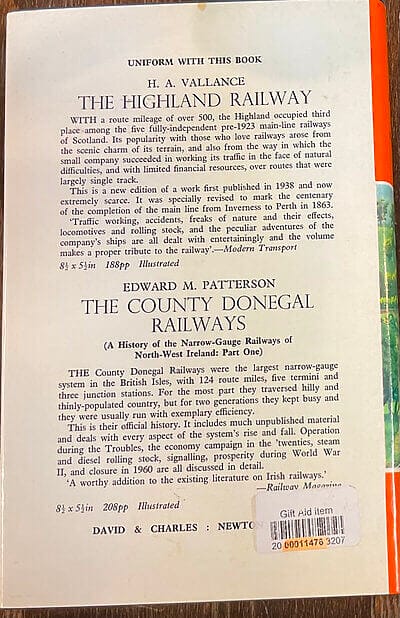 UNIFORM WITH THIS BOOK
H. A. VALLANCE
THE HIGHLAND RAILWAY
WITH a route mileage of over 500, the Highland occupied third
place among the five fully-independent pre-1923 main-line railways
of Scotland. Its popularity with those who love railways arose from
the scenic charm of its terrain, and also from the way in which the
small company succeeded in working its traffic in the face of natural
difficulties, and with limited financial resources, over routes that were
largely single track.
This is a new edition of a work first published in 1938 and now
extremely scarce. It was specially revised to mark the centenary
of the completion of the main line from Inverness to Perth in 1863.
'Traffic working, accidents, freaks of nature and their effects,
locomotives and rolling stock, and the peculiar adventures of the
company's ships are all dealt with entertainingly and the volume
makes a proper tribute to the railway'.—Modern Transport
8½ x 5½in 188pp Illustrated
EDWARD M. PATTERSON
THE COUNTY DONEGAL
RAILWAYS
(A History of the Narrow-Gauge Railways of
North-West Ireland: Part One)
THE County Donegal Railways were the largest narrow-gauge
system in the British Isles, with 124 route miles, five termini and
three junction stations. For the most part they traversed hilly and
thinly-populated country, but for two generations they kept busy and
they were usually run with exemplary efficiency.
This is their official history. It includes much unpublished material
and deals with every aspect of the system's rise and fall. Operation
during the Troubles, the economy campaign in the 'twenties, steam
and diesel rolling stock, signalling, prosperity during World War
II, and closure in 1960 are all discussed in detail.
'A worthy addition to the existing literature on Irish railways.'
—Railway Magazine
8½ x 5½in 208pp Illustrated
DAVID & CHARLES : NEWTON
Gift Aid item
20 00011478 3207